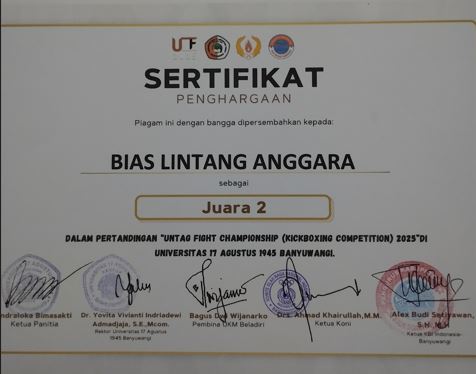 UTF
SERTIFIKAT
PENGHARGAAN
Piagam ini dengan bangga dipersembahkan kepada:
BIAS LINTANG ANGGARA
sebagai
Juara 2
DALAM PERTANDINGAN "UNTAG FIGHT CHAMPIONSHIP (KICKBOXING COMPETITION) 2025"DI
UNIVERSITAS 17 AGUSTUS 1945 BANYUWANGI.
Bimasakti
Ketua Panitia
Dr. Yovita Vivianti Indriadewi
Admadjaja, S.E.,Mcom.
Rektor Universitas 17 Agustus
1945 Banyuwangi
Bagus Dwi Wijanarko
Pembina UKM Beladiri
Drs. Ahmad Khairullah,M.M.
Ketua Koni
Alex Budi Setiyawan,
S.H.,M.H
Ketua KBI Indonesia-
Banyuwangi